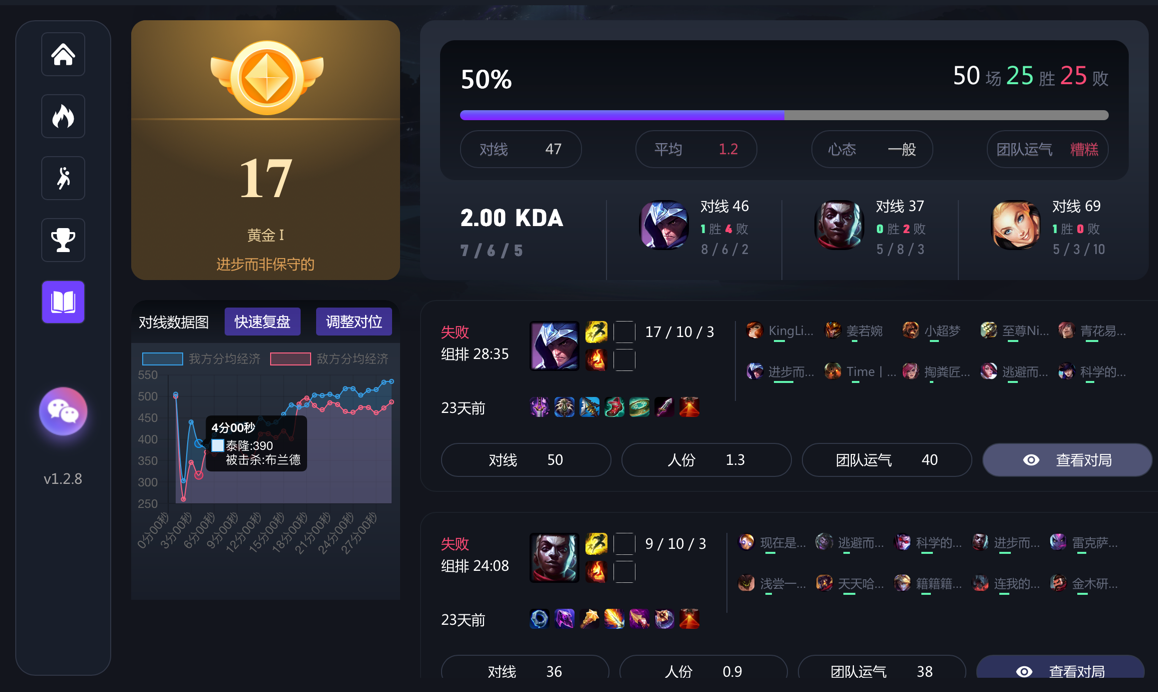 17
黄金 I
进步而非保守的
50%
50 场 25 胜 25 败
对线 47
平均 1.2
心态 一般
团队运气 糟糕
2.00 KDA
7 / 6 / 5
对线 46
1 胜 4 败
8 / 6 / 2
对线 37
0 胜 2 败
5 / 8 / 3
对线 69
1 胜 0 败
5 / 3 / 10
对线数据图 快速复盘 调整对位
我方分均经济 敌方分均经济
550
500
450
400
350
300
250
4分00秒
泰隆:390
被击杀:布兰德
0分00秒
3分00秒
6分00秒
9分00秒
12分00秒
15分00秒
18分00秒
21分00秒
24分00秒
27分00秒
v1.2.8
失败
组排 28:35
17 / 10 / 3
KingLi... 姜若婉 小超梦 至尊Ni... 青花易...
进步而... Time | ... 掏粪匠... 逃避而... 科学的...
23天前
对线 50
人份 1.3
团队运气 40
查看对局
失败
组排 24:08
9 / 10 / 3
现在是... 逃避而... 科学的... 进步而... 雷克萨...
浅尝一... 天天哈... 籍籍籍... 连我的... 金木研...
23天前
对线 36
人份 0.9
团队运气 38
查看对局